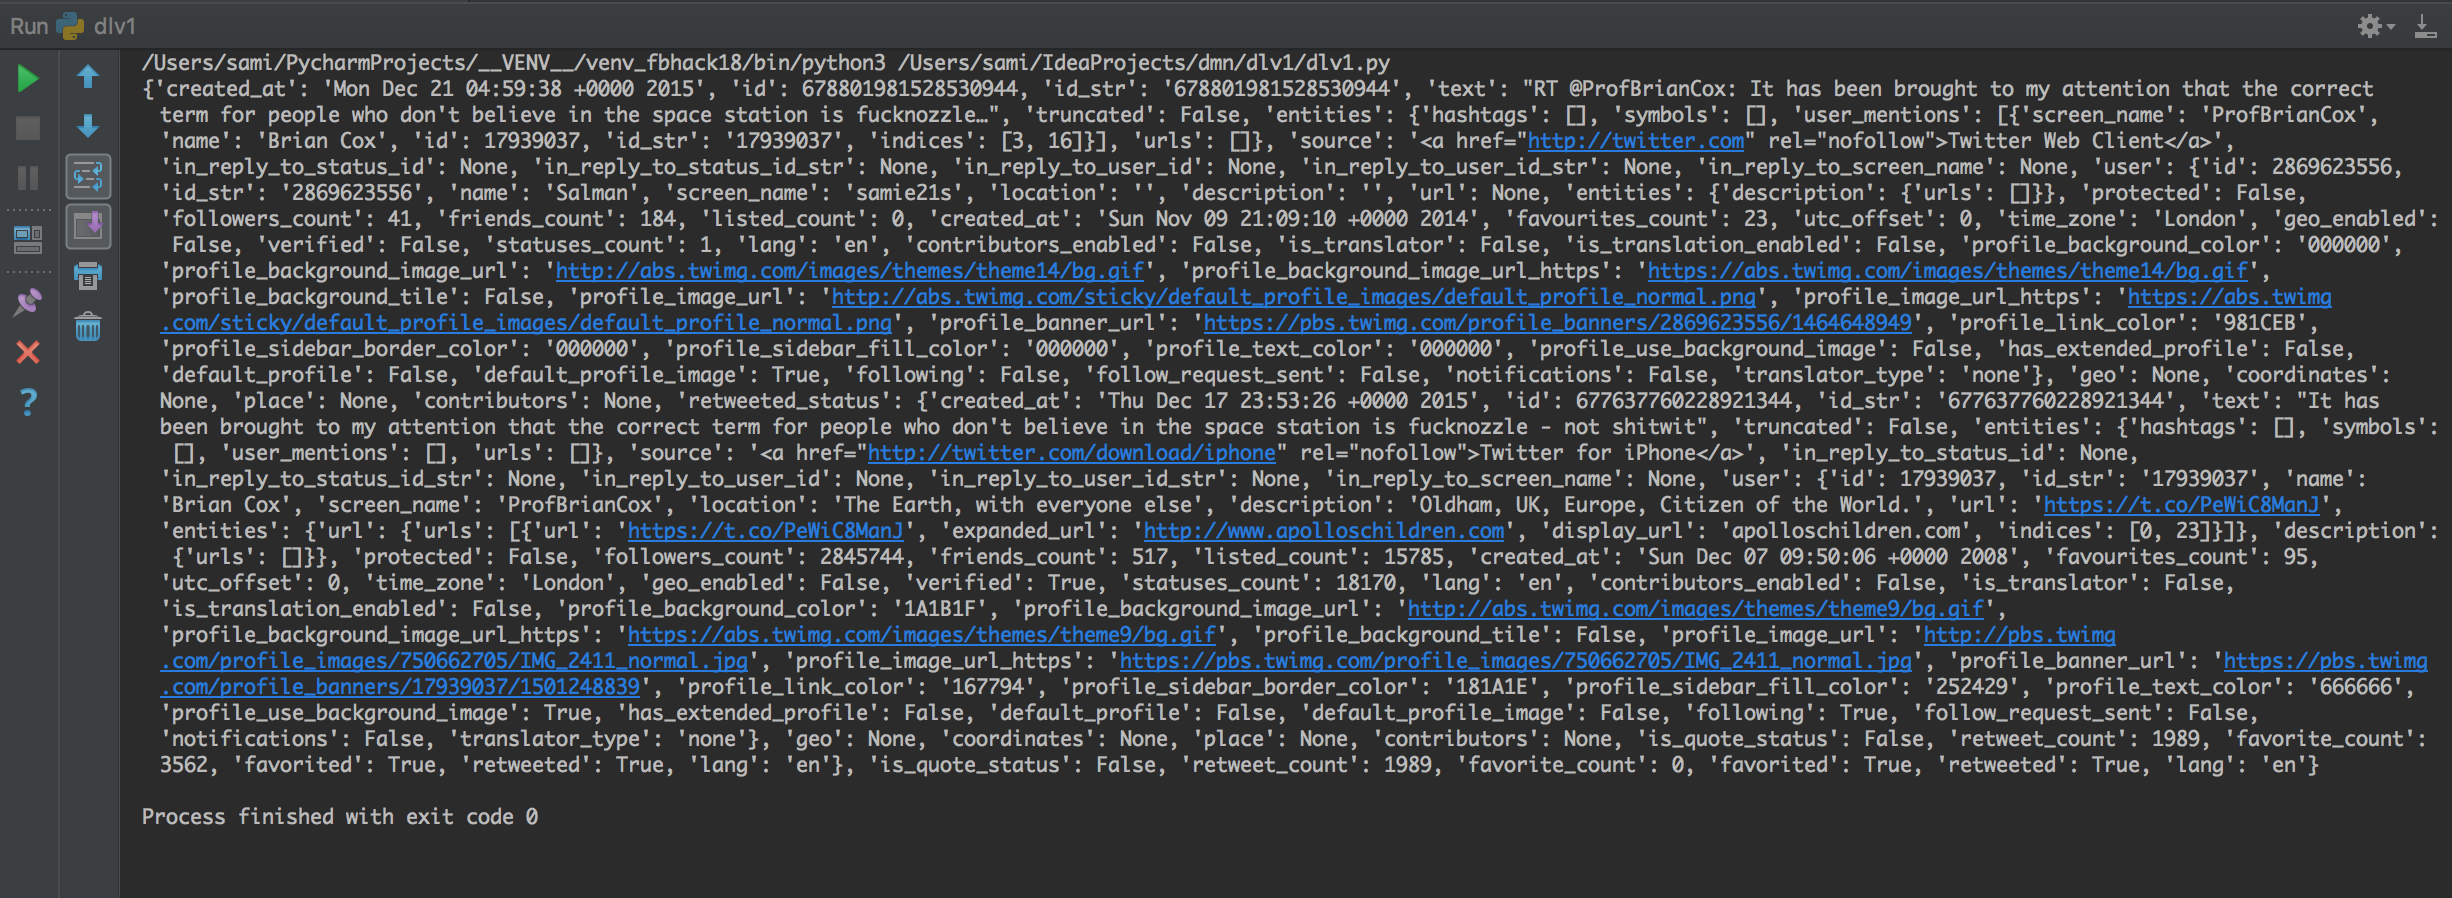 Run dlv1
/Users/sami/PycharmProjects/__VENV__/venv_fbhack18/bin/python3 /Users/sami/IdeaProjects/dmn/dlv1/dlv1.py
{'created_at': 'Mon Dec 21 04:59:38 +0000 2015', 'id': 678801981528530944, 'id_str': '678801981528530944', 'text': "RT @ProfBrianCox: It has been brought to my attention that the correct
term for people who don't believe in the space station is fucknozzle…", 'truncated': False, 'entities': {'hashtags': [], 'symbols': [], 'user_mentions': [{'screen_name': 'ProfBrianCox',
'name': 'Brian Cox', 'id': 17939037, 'id_str': '17939037', 'indices': [3, 16]}], 'urls': []}, 'source': '<a href="http://twitter.com" rel="nofollow">Twitter Web Client</a>',
'in_reply_to_status_id': None, 'in_reply_to_status_id_str': None, 'in_reply_to_user_id': None, 'in_reply_to_user_id_str': None, 'in_reply_to_screen_name': None, 'user': {'id': 2869623556,
'id_str': '2869623556', 'name': 'Salman', 'screen_name': 'samie21s', 'location': '', 'description': '', 'url': None, 'entities': {'description': {'urls': []}}, 'protected': False,
'followers_count': 41, 'friends_count': 184, 'listed_count': 0, 'created_at': 'Sun Nov 09 21:09:10 +0000 2014', 'favourites_count': 23, 'utc_offset': 0, 'time_zone': 'London', 'geo_enabled':
False, 'verified': False, 'statuses_count': 1, 'lang': 'en', 'contributors_enabled': False, 'is_translator': False, 'is_translation_enabled': False, 'profile_background_color': '000000',
'profile_background_image_url': 'http://abs.twimg.com/images/themes/theme14/bg.gif', 'profile_background_image_url_https': 'https://abs.twimg.com/images/themes/theme14/bg.gif',
'profile_background_tile': False, 'profile_image_url': 'http://abs.twimg.com/sticky/default_profile_images/default_profile_normal.png', 'profile_image_url_https': 'https://abs.twimg
.com/sticky/default_profile_images/default_profile_normal.png', 'profile_banner_url': 'https://pbs.twimg.com/profile_banners/2869623556/1464648949', 'profile_link_color': '981CEB',
'profile_sidebar_border_color': '000000', 'profile_sidebar_fill_color': '000000', 'profile_text_color': '000000', 'profile_use_background_image': False, 'has_extended_profile': False,
'default_profile': False, 'default_profile_image': True, 'following': False, 'follow_request_sent': False, 'notifications': False, 'translator_type': 'none'}, 'geo': None, 'coordinates':
None, 'place': None, 'contributors': None, 'retweeted_status': {'created_at': 'Thu Dec 17 23:53:26 +0000 2015', 'id': 677637760228921344, 'id_str': '677637760228921344', 'text': "It has
been brought to my attention that the correct term for people who don't believe in the space station is fucknozzle - not shitwit", 'truncated': False, 'entities': {'hashtags': [], 'symbols':
[], 'user_mentions': [], 'urls': []}, 'source': '<a href="http://twitter.com/download/iphone" rel="nofollow">Twitter for iPhone</a>', 'in_reply_to_status_id': None,
'in_reply_to_status_id_str': None, 'in_reply_to_user_id': None, 'in_reply_to_user_id_str': None, 'in_reply_to_screen_name': None, 'user': {'id': 17939037, 'id_str': '17939037', 'name':
'Brian Cox', 'screen_name': 'ProfBrianCox', 'location': 'The Earth, with everyone else', 'description': 'Oldham, UK, Europe, Citizen of the World.', 'url': 'https://t.co/PeWiC8ManJ',
'entities': {'url': {'urls': [{'url': 'https://t.co/PeWiC8ManJ', 'expanded_url': 'http://www.apolloschildren.com', 'display_url': 'apolloschildren.com', 'indices': [0, 23]}]}, 'description':
{'urls': []}}, 'protected': False, 'followers_count': 2845744, 'friends_count': 517, 'listed_count': 15785, 'created_at': 'Sun Dec 07 09:50:06 +0000 2008', 'favourites_count': 95,
'utc_offset': 0, 'time_zone': 'London', 'geo_enabled': False, 'verified': True, 'statuses_count': 18170, 'lang': 'en', 'contributors_enabled': False, 'is_translator': False,
'is_translation_enabled': False, 'profile_background_color': '1A1B1F', 'profile_background_image_url': 'http://abs.twimg.com/images/themes/theme9/bg.gif',
'profile_background_image_url_https': 'https://abs.twimg.com/images/themes/theme9/bg.gif', 'profile_background_tile': False, 'profile_image_url': 'http://pbs.twimg
.com/profile_images/750662705/IMG_2411_normal.jpg', 'profile_image_url_https': 'https://pbs.twimg.com/profile_images/750662705/IMG_2411_normal.jpg', 'profile_banner_url': 'https://pbs.twimg
.com/profile_banners/17939037/1501248839', 'profile_link_color': '167794', 'profile_sidebar_border_color': '181A1E', 'profile_sidebar_fill_color': '252429', 'profile_text_color': '666666',
'profile_use_background_image': True, 'has_extended_profile': False, 'default_profile': False, 'default_profile_image': False, 'following': True, 'follow_request_sent': False,
'notifications': False, 'translator_type': 'none'}, 'geo': None, 'coordinates': None, 'place': None, 'contributors': None, 'is_quote_status': False, 'retweet_count': 1989, 'favorite_count':
3562, 'favorited': True, 'retweeted': True, 'lang': 'en'}, 'is_quote_status': False, 'retweet_count': 1989, 'favorite_count': 0, 'favorited': True, 'retweeted': True, 'lang': 'en'}
Process finished with exit code 0